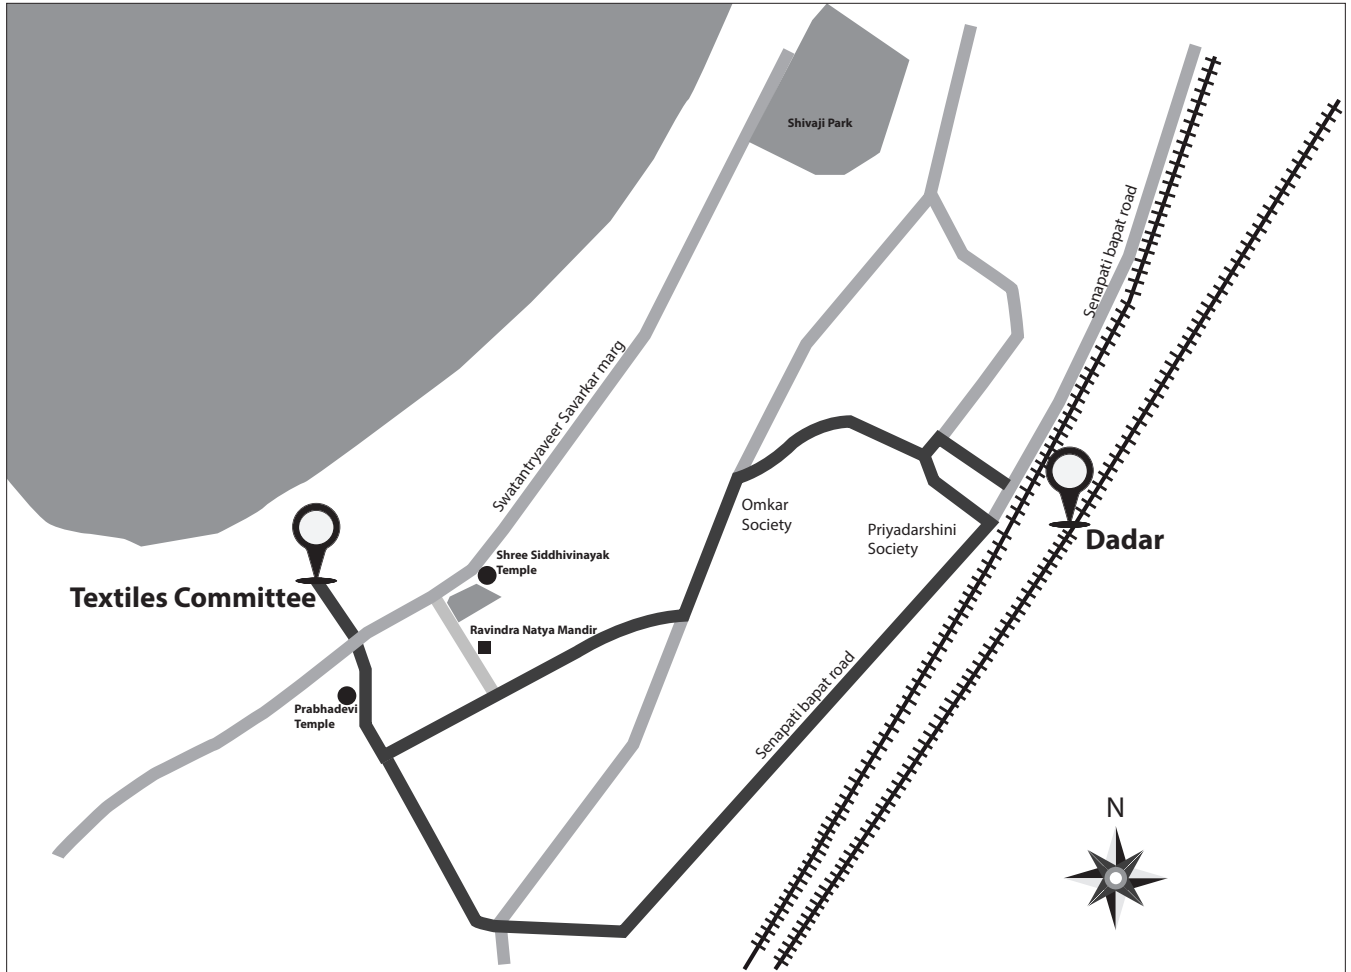 Shivaji Park
Senapati bapat road
Swatantryaveer Savarkar marg
Omkar
Society
Priyadarshini
Society
Dadar
Shree Siddhivinayak
Temple
Textiles Committee
Ravindra Natya Mandir
Prabhadevi
Temple
Senapati bapat road
N